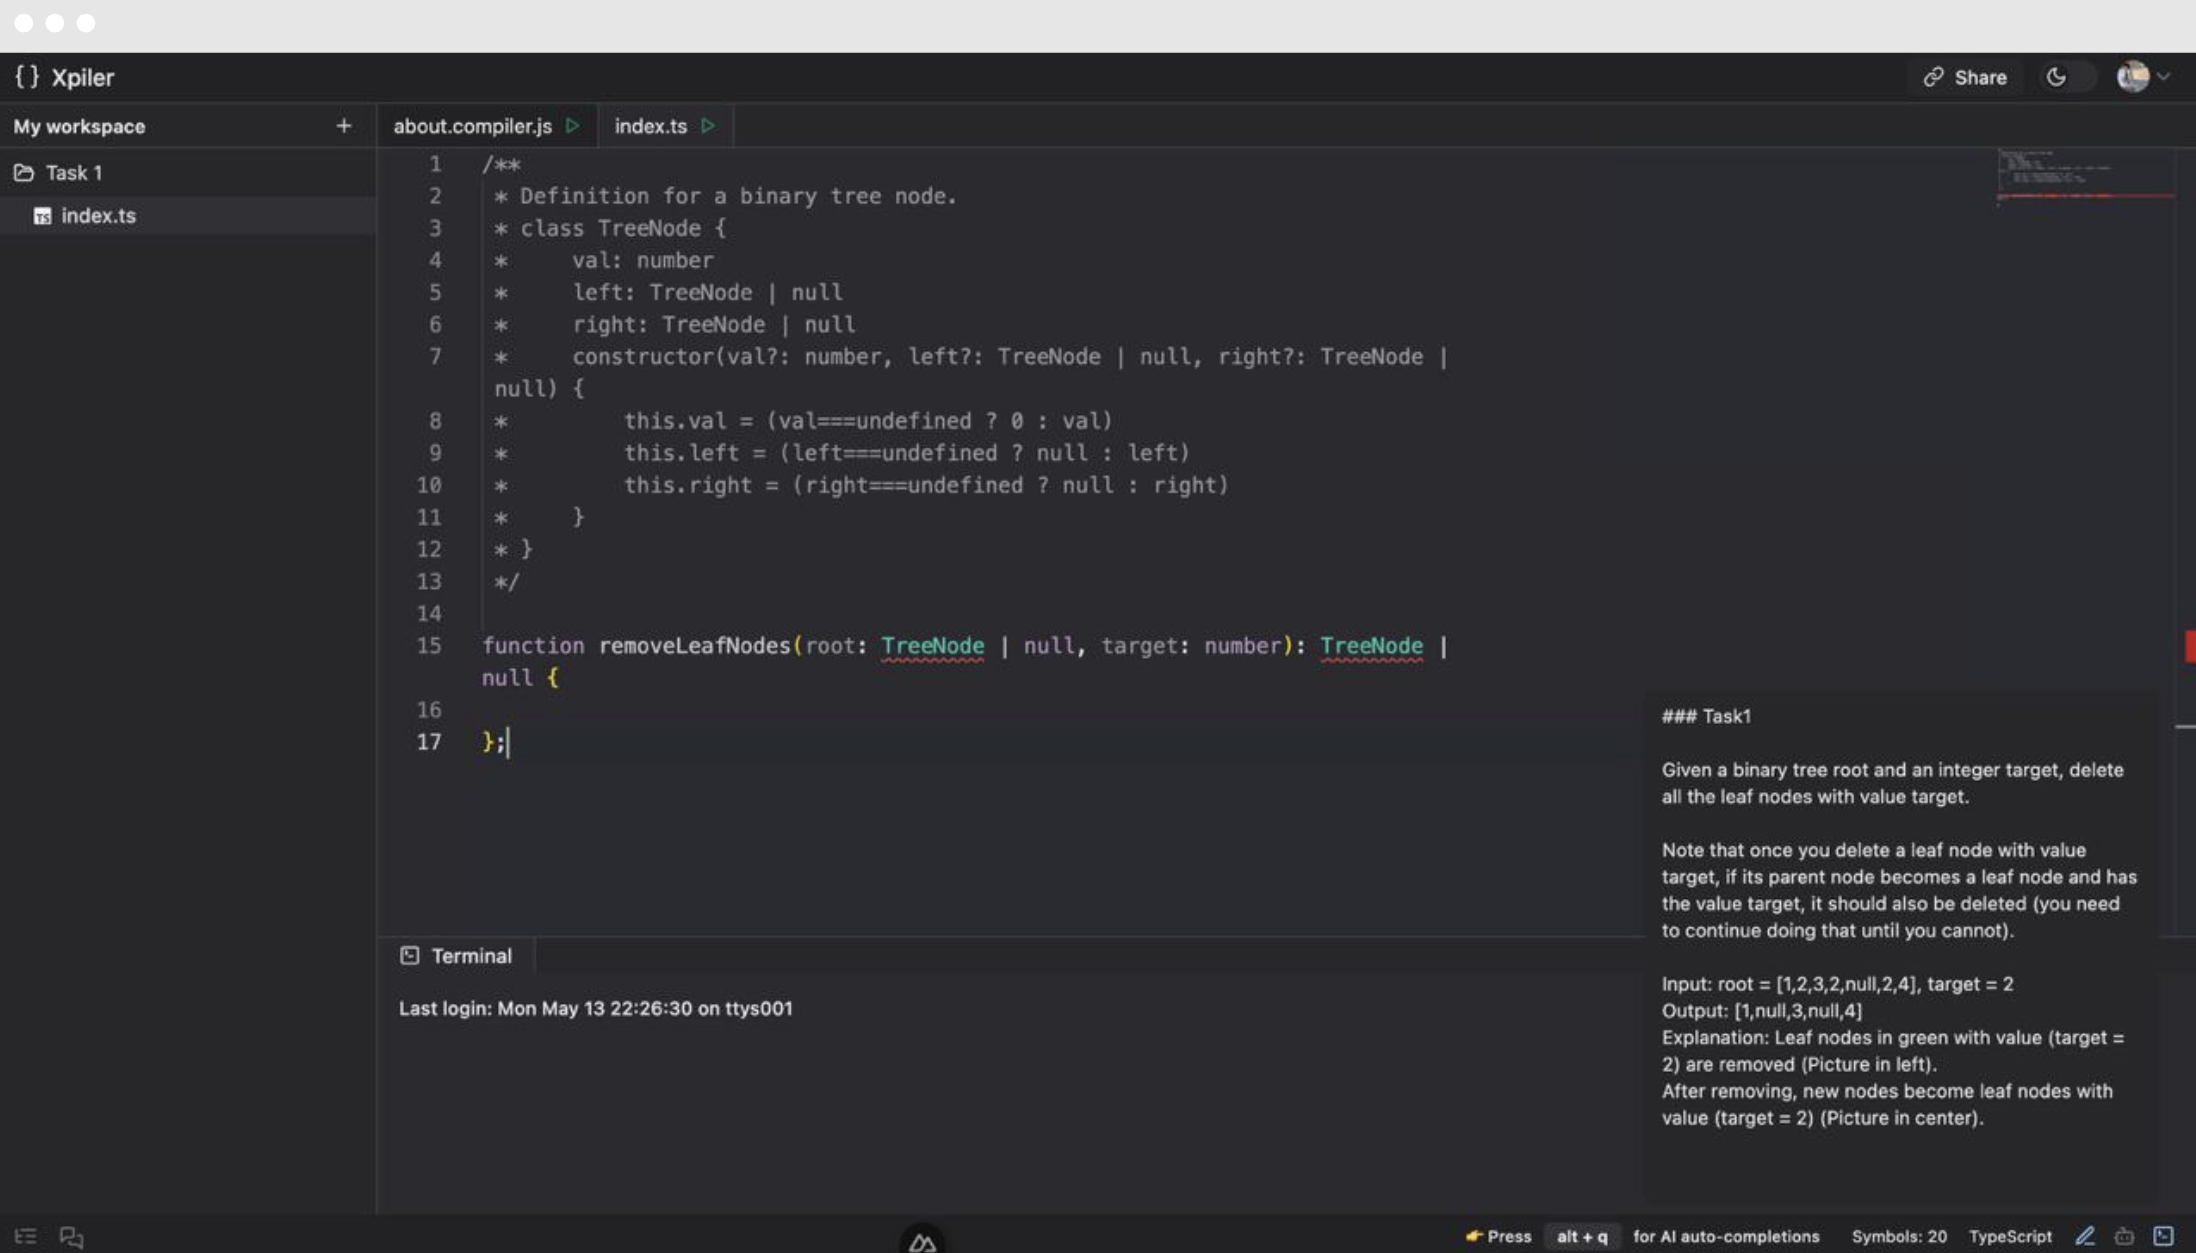 {} Xpiler
Share
My workspace +
about.compiler.js
index.ts
Task 1
TS index.ts
1 /**
2 * Definition for a binary tree node.
3 * class TreeNode {
4 *     val: number
5 *     left: TreeNode | null
6 *     right: TreeNode | null
7 *     constructor(val?: number, left?: TreeNode | null, right?: TreeNode |
null) {
8 *         this.val = (val===undefined ? 0 : val)
9 *         this.left = (left===undefined ? null : left)
10 *         this.right = (right===undefined ? null : right)
11 *     }
12 * }
13 */
14
15 function removeLeafNodes(root: TreeNode | null, target: number): TreeNode |
null {
16
17 };
### Task1
Given a binary tree root and an integer target, delete
all the leaf nodes with value target.
Note that once you delete a leaf node with value
target, if its parent node becomes a leaf node and has
the value target, it should also be deleted (you need
to continue doing that until you cannot).
Input: root = [1,2,3,2,null,2,4], target = 2
Output: [1,null,3,null,4]
Explanation: Leaf nodes in green with value (target =
2) are removed (Picture in left).
After removing, new nodes become leaf nodes with
value (target = 2) (Picture in center).
Terminal
Last login: Mon May 13 22:26:30 on ttys001
👉 Press alt + q for AI auto-completions
Symbols: 20
TypeScript